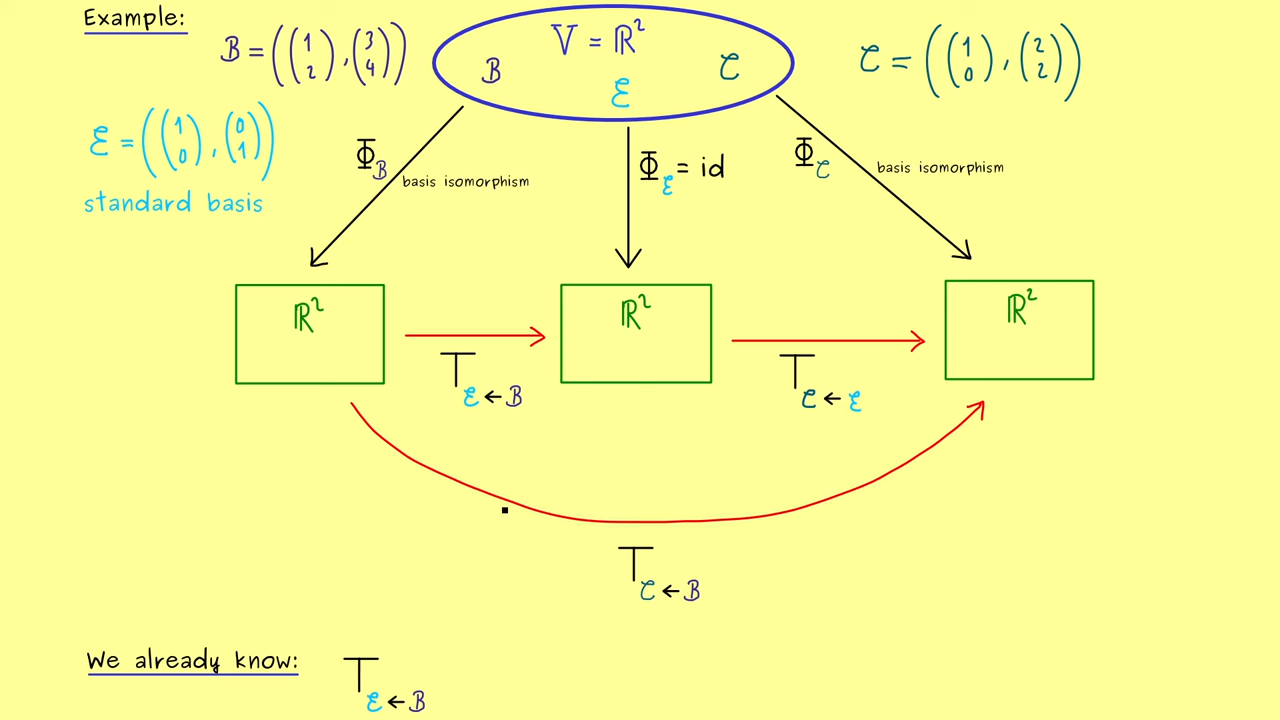 Example:
B = ((1 2), (3 4))
V = ℝ²
B ℰ C
C = ((1 0), (2 2))
ℰ = ((1 0), (0 1))
standard basis
Φ_B basis isomorphism
Φ_ℰ = id
Φ_C basis isomorphism
ℝ² ℝ² ℝ²
T_ℰ←B T_C←ℰ
T_C←B
We already know: T_ℰ←B